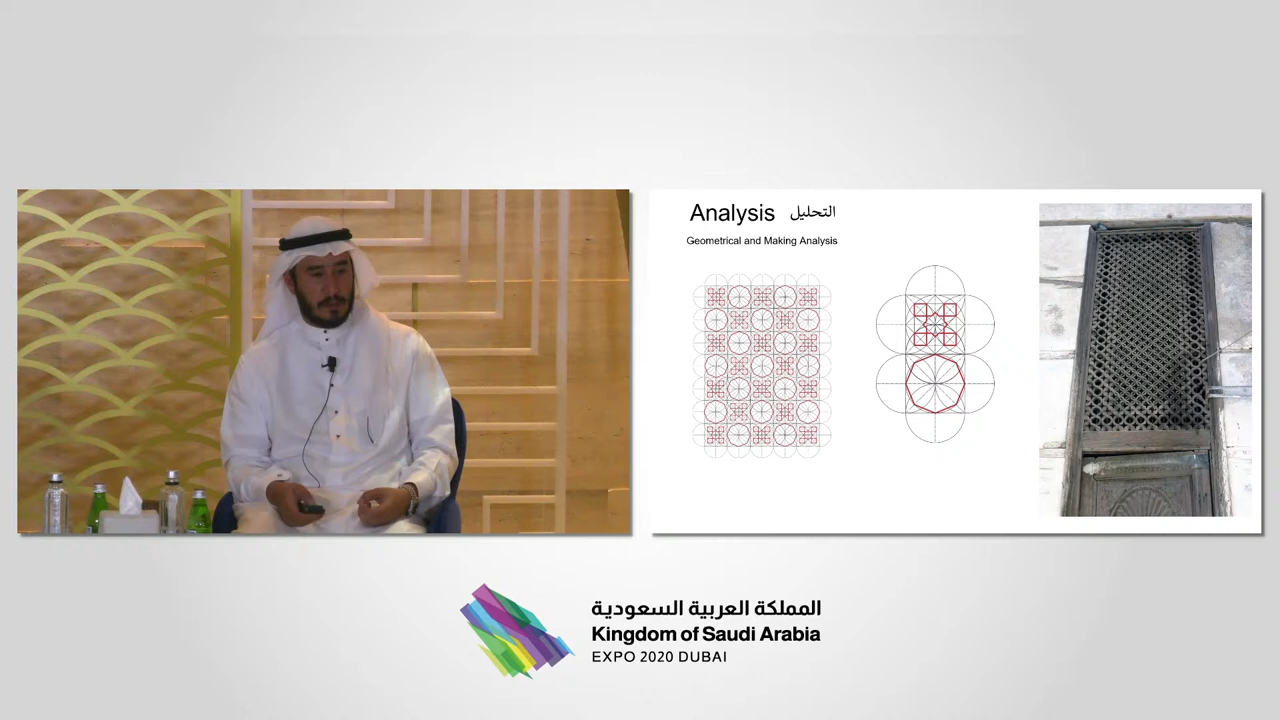 Analysis التحليل
Geometrical and Making Analysis
المملكة العربية السعودية
Kingdom of Saudi Arabia
EXPO 2020 DUBAI